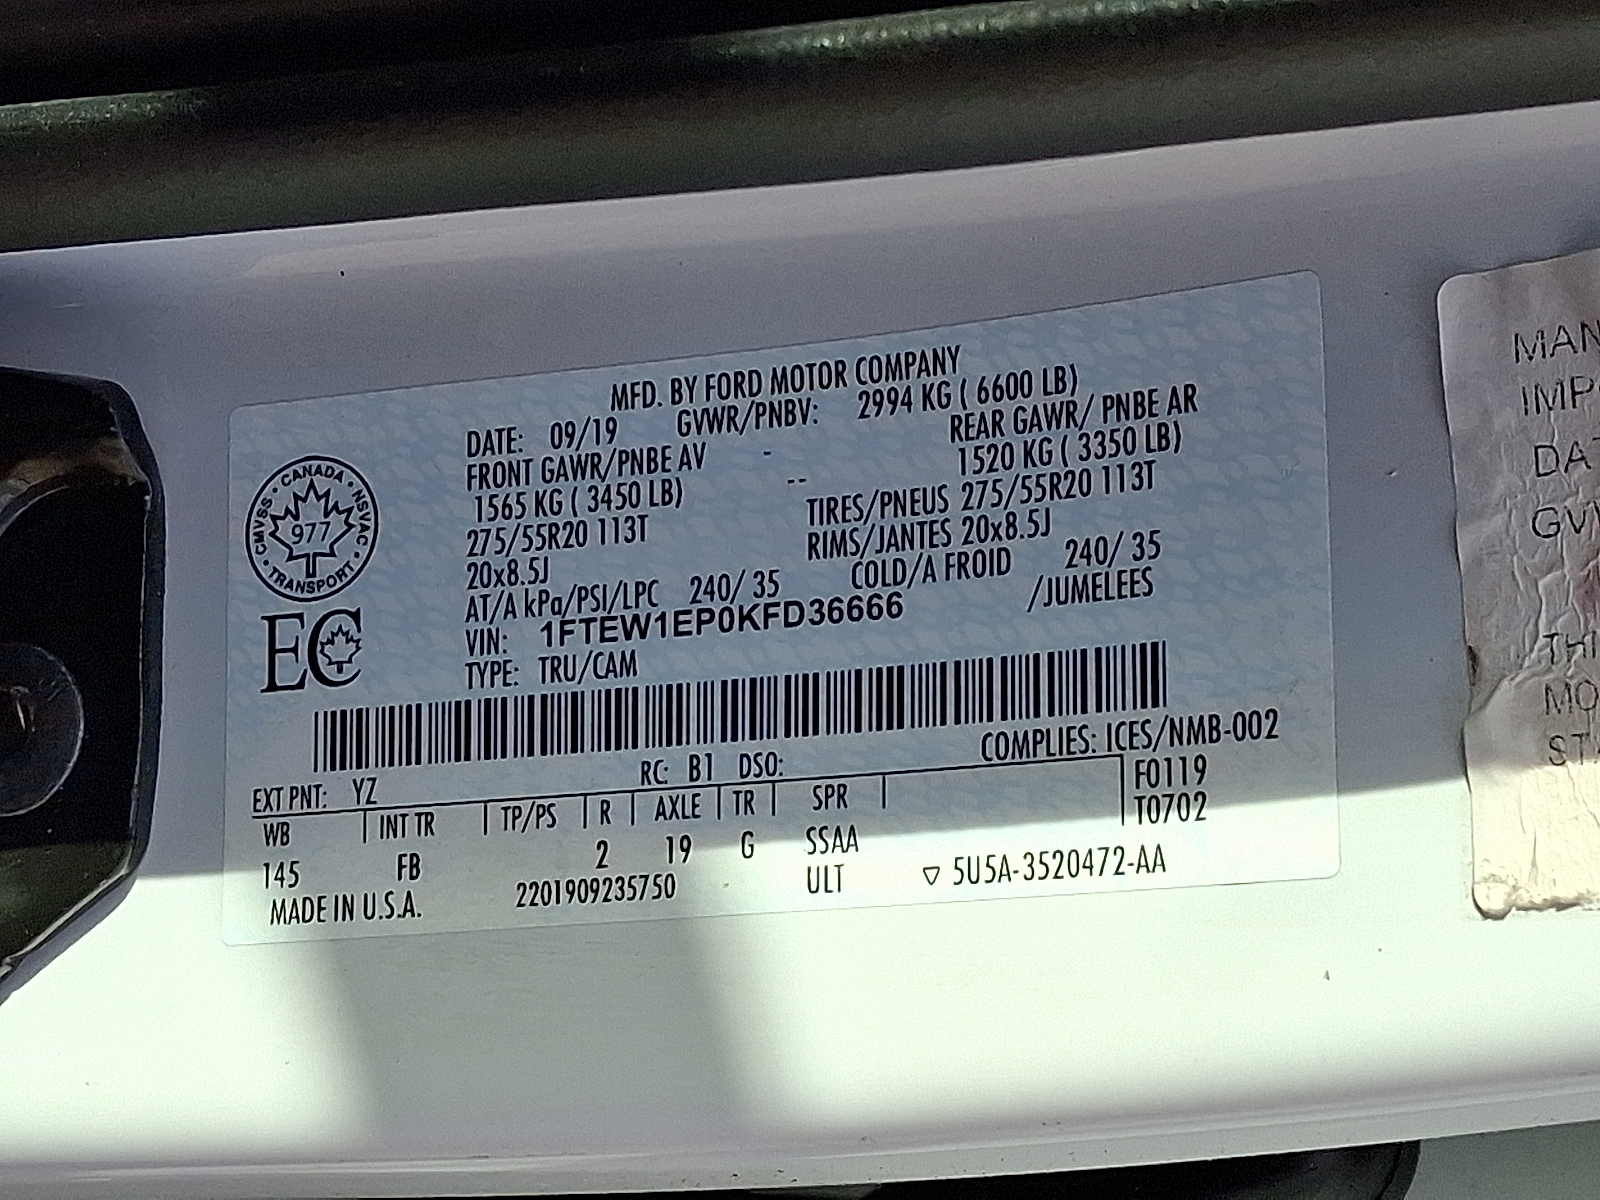 MFD. BY FORD MOTOR COMPANY
DATE: 09/19 GVWR/PNBV: 2994 KG ( 6600 LB)
FRONT GAWR/PNBE AV - REAR GAWR/ PNBE AR
1565 KG ( 3450 LB) -- 1520 KG ( 3350 LB)
275/55R20 113T TIRES/PNEUS 275/55R20 113T
20x8.5J RIMS/JANTES 20x8.5J
AT/A kPa/PSI/LPC 240/ 35 COLD/A FROID 240/ 35
VIN: 1FTEW1EP0KFD36666 /JUMELEES
TYPE: TRU/CAM
CMVSS · CANADA · NSVAC · TRANSPORT
977
EC
COMPLIES: ICES/NMB-002
EXT PNT: YZ RC: B1 DSO:
WB | INT TR | TP/PS | R | AXLE | TR | SPR | F0119
145 FB 2 19 G SSAA | T0702
MADE IN U.S.A. 2201909235750 ULT ▽ 5U5A-3520472-AA
MAN
IMP
DAT
GV
THI
MO
ST